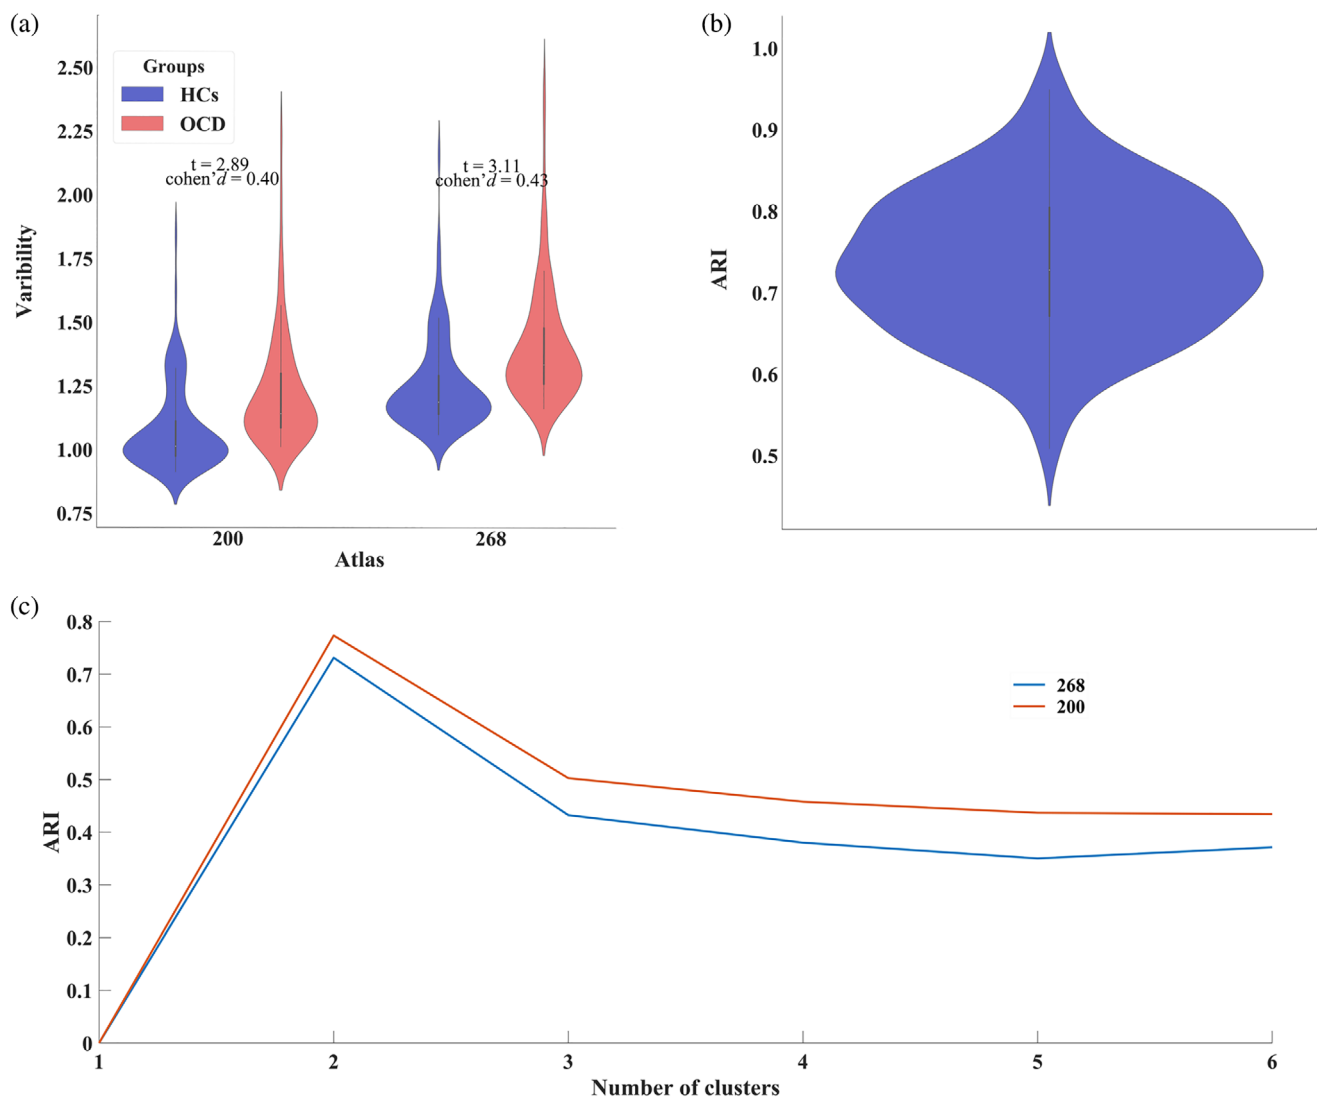 (a)
2.50
2.25
2.00
1.75
1.50
1.25
1.00
0.75
Varibility
Groups
HCs
OCD
t = 2.89
cohen'd = 0.40
t = 3.11
cohen'd = 0.43
200
268
Atlas
(b)
1.0
0.9
0.8
0.7
0.6
0.5
ARI
(c)
0.8
0.7
0.6
0.5
0.4
0.3
0.2
0.1
0
ARI
268
200
1 2 3 4 5 6
Number of clusters